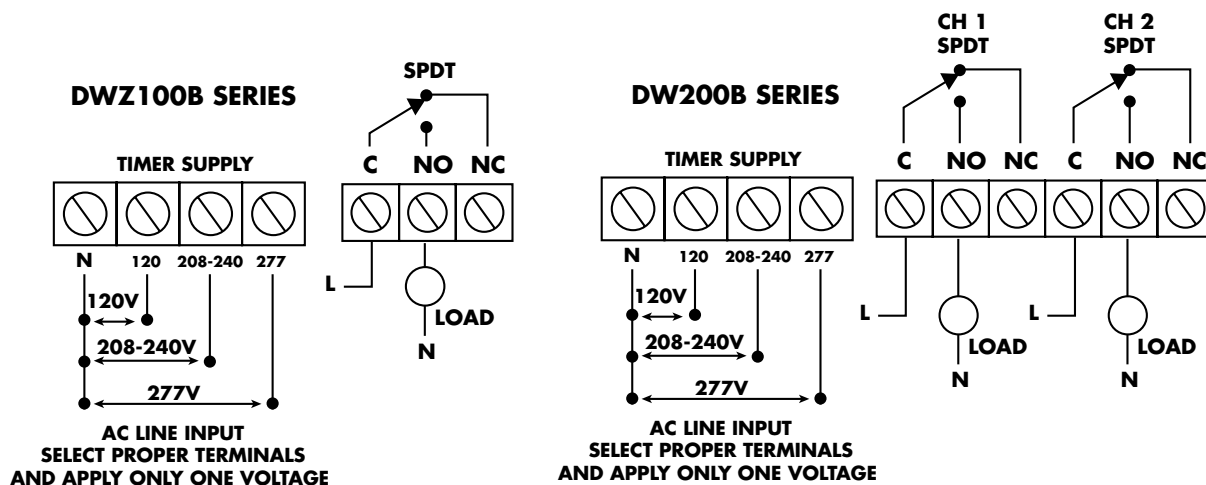 DWZ100B SERIES
SPDT
TIMER SUPPLY
C NO NC
N 120 208-240 277
120V
208-240V
277V
L
LOAD
N
AC LINE INPUT
SELECT PROPER TERMINALS
AND APPLY ONLY ONE VOLTAGE
DW200B SERIES
CH 1
SPDT
CH 2
SPDT
TIMER SUPPLY
C NO NC C NO NC
N 120 208-240 277
120V
208-240V
277V
L
LOAD
N
L
LOAD
N
AC LINE INPUT
SELECT PROPER TERMINALS
AND APPLY ONLY ONE VOLTAGE